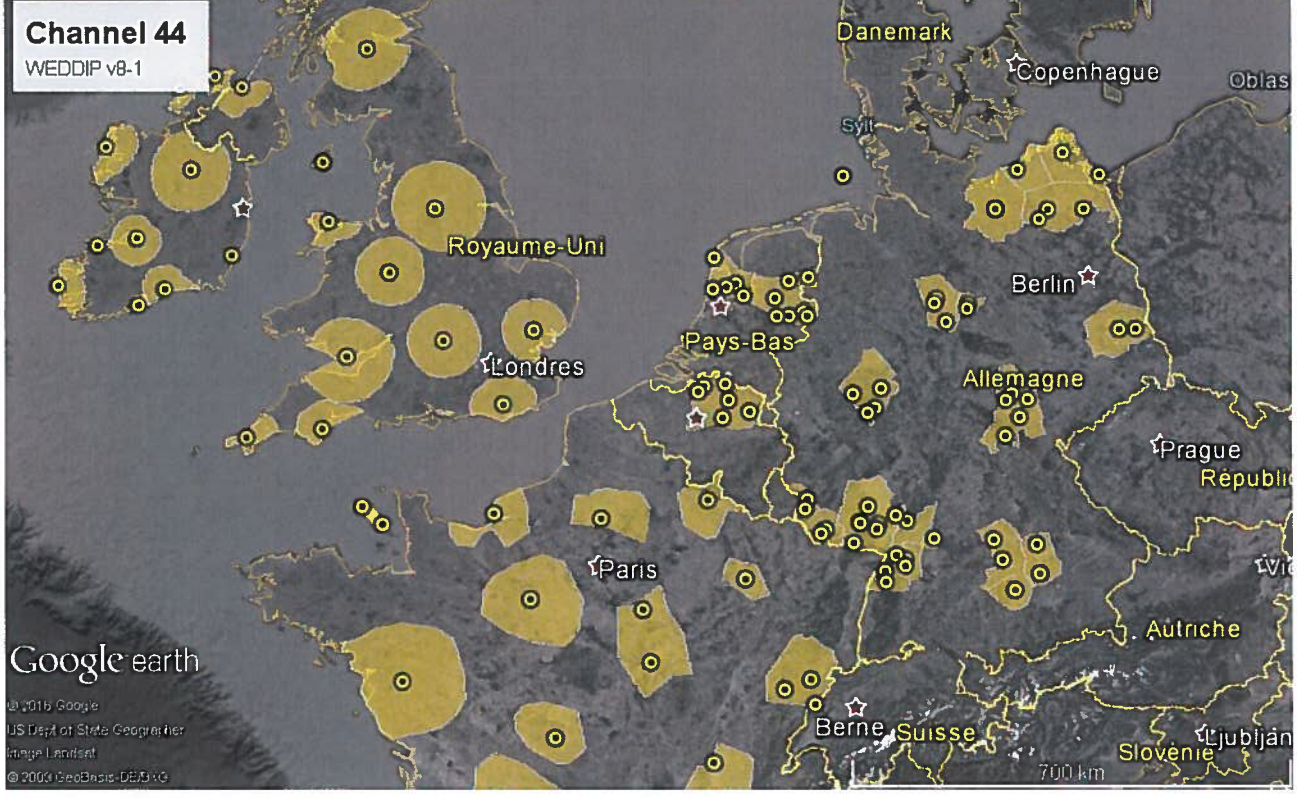 Channel 44
WEDDIP v8-1
Danemark
Copenhague
Oblas
Sylt
Royaume-Uni
Berlin
Pays-Bas
Londres
Allemagne
Prague
Républi
Paris
Autriche
Google earth
Berne
Suisse
Slovénie
Ljubljan
© 2016 Google
US Dept of State Geographer
Image Landsat
© 2009 GeoBasis-DE/BKG
700 km